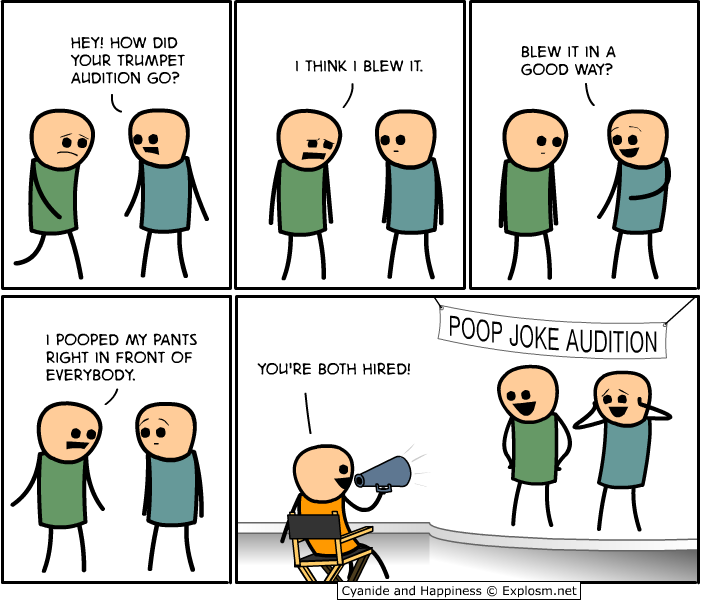 HEY! HOW DID
YOUR TRUMPET
AUDITION GO?
I THINK I BLEW IT.
BLEW IT IN A
GOOD WAY?
I POOPED MY PANTS
RIGHT IN FRONT OF
EVERYBODY.
YOU'RE BOTH HIRED!
POOP JOKE AUDITION
Cyanide and Happiness © Explosm.net